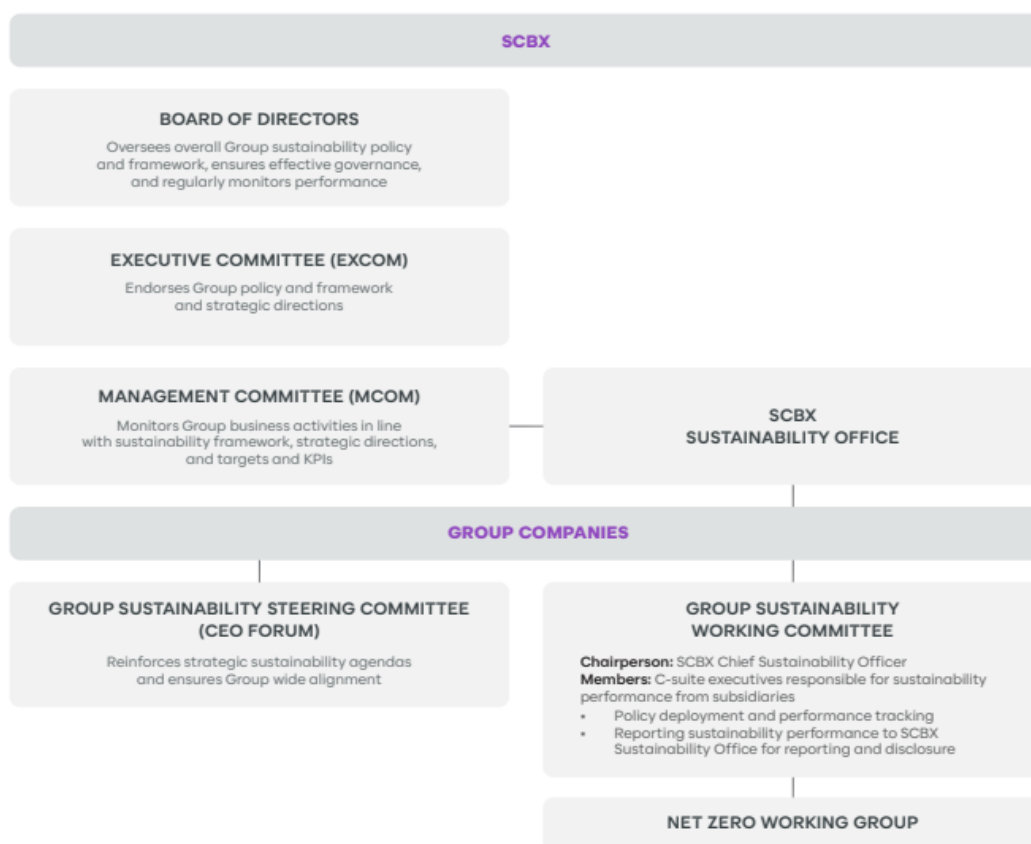 SCBX
BOARD OF DIRECTORS
Oversees overall Group sustainability policy
and framework, ensures effective governance,
and regularly monitors performance
EXECUTIVE COMMITTEE (EXCOM)
Endorses Group policy and framework
and strategic directions
MANAGEMENT COMMITTEE (MCOM)
Monitors Group business activities in line
with sustainability framework, strategic directions,
and targets and KPIs
SCBX
SUSTAINABILITY OFFICE
GROUP COMPANIES
GROUP SUSTAINABILITY STEERING COMMITTEE
(CEO FORUM)
Reinforces strategic sustainability agendas
and ensures Group wide alignment
GROUP SUSTAINABILITY
WORKING COMMITTEE
Chairperson: SCBX Chief Sustainability Officer
Members: C-suite executives responsible for sustainability
performance from subsidiaries
• Policy deployment and performance tracking
• Reporting sustainability performance to SCBX
Sustainability Office for reporting and disclosure
NET ZERO WORKING GROUP